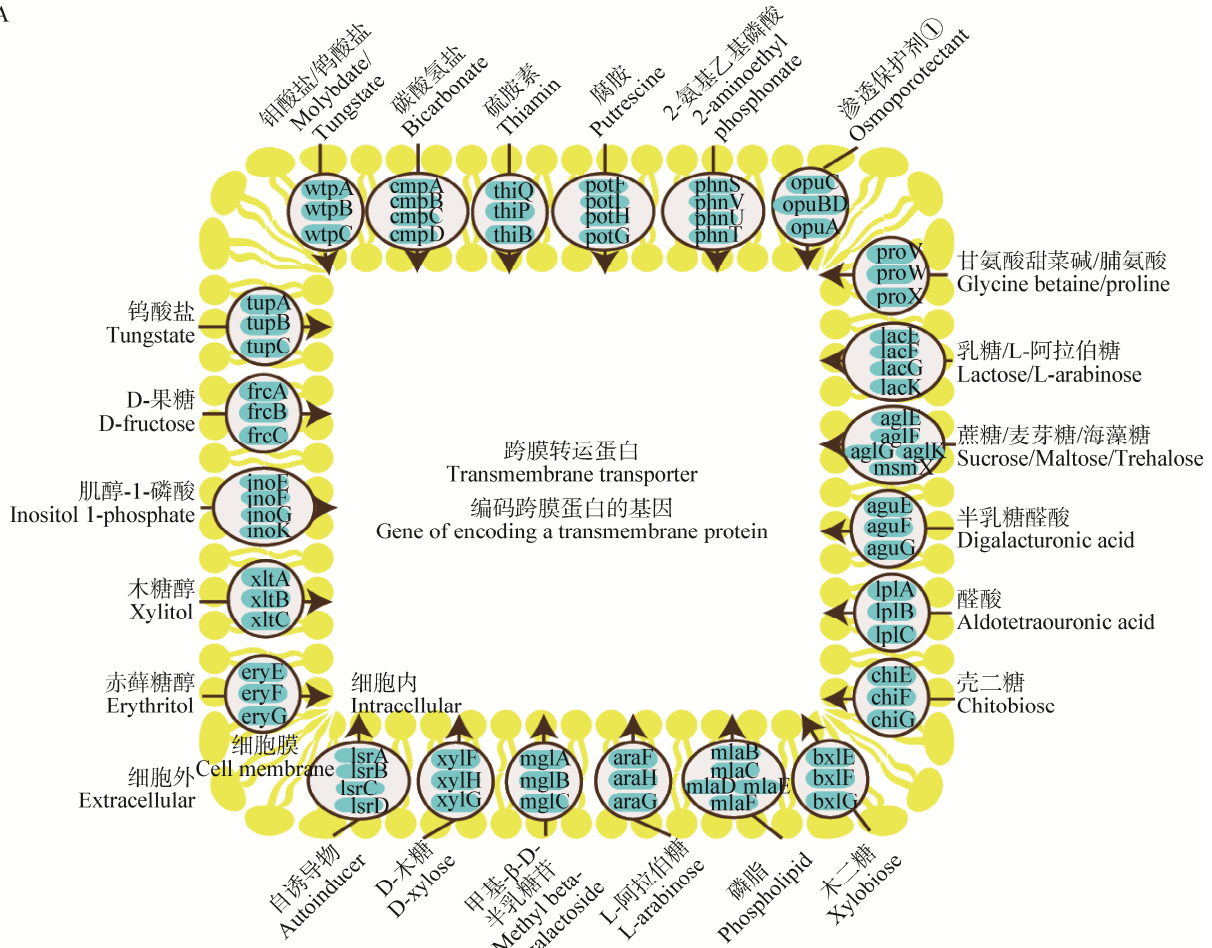 A
钼酸盐/钨酸盐
Molybdate/
Tungstate
碳酸氢盐
Bicarbonate
硫胺素
Thiamin
腐胺
Putrescine
2-氨基乙基磷酸
2-aminoethyl
phosphonate
渗透保护剂①
Osmoporotectant
wtpA
wtpB
wtpC
cmpA
cmpB
cmpC
cmpD
thiQ
thiP
thiB
potF
potI
potH
potG
phnS
phnV
phnU
phnT
opuC
opuBD
opuA
proV
proW
proX
甘氨酸甜菜碱/脯氨酸
Glycine betaine/proline
lacE
lacF
lacG
lacK
乳糖/L-阿拉伯糖
Lactose/L-arabinose
aglE
aglF
aglG aglK
msmX
蔗糖/麦芽糖/海藻糖
Sucrose/Maltose/Trehalose
aguE
aguF
aguG
半乳糖醛酸
Digalacturonic acid
lplA
lplB
lplC
醛酸
Aldotetraouronic acid
chiE
chiF
chiG
壳二糖
Chitobiose
钨酸盐
Tungstate
tupA
tupB
tupC
D-果糖
D-fructose
frcA
frcB
frcC
肌醇-1-磷酸
Inositol 1-phosphate
inoE
inoF
inoG
inoK
木糖醇
Xylitol
xltA
xltB
xltC
赤藓糖醇
Erythritol
eryE
eryF
eryG
跨膜转运蛋白
Transmembrane transporter
编码跨膜蛋白的基因
Gene of encoding a transmembrane protein
细胞内
Intracellular
细胞膜
Cell membrane
细胞外
Extracellular
lsrA
lsrB
lsrC
lsrD
xylF
xylH
xylG
mglA
mglB
mglC
araF
araH
araG
mlaB
mlaC
mlaD mlaE
mlaF
bxlE
bxlF
bxlG
自诱导物
Autoinducer
D-木糖
D-xylose
甲基-β-D-
半乳糖苷
Methyl beta-
galactoside
L-阿拉伯糖
L-arabinose
磷脂
Phospholipid
木二糖
Xylobiose